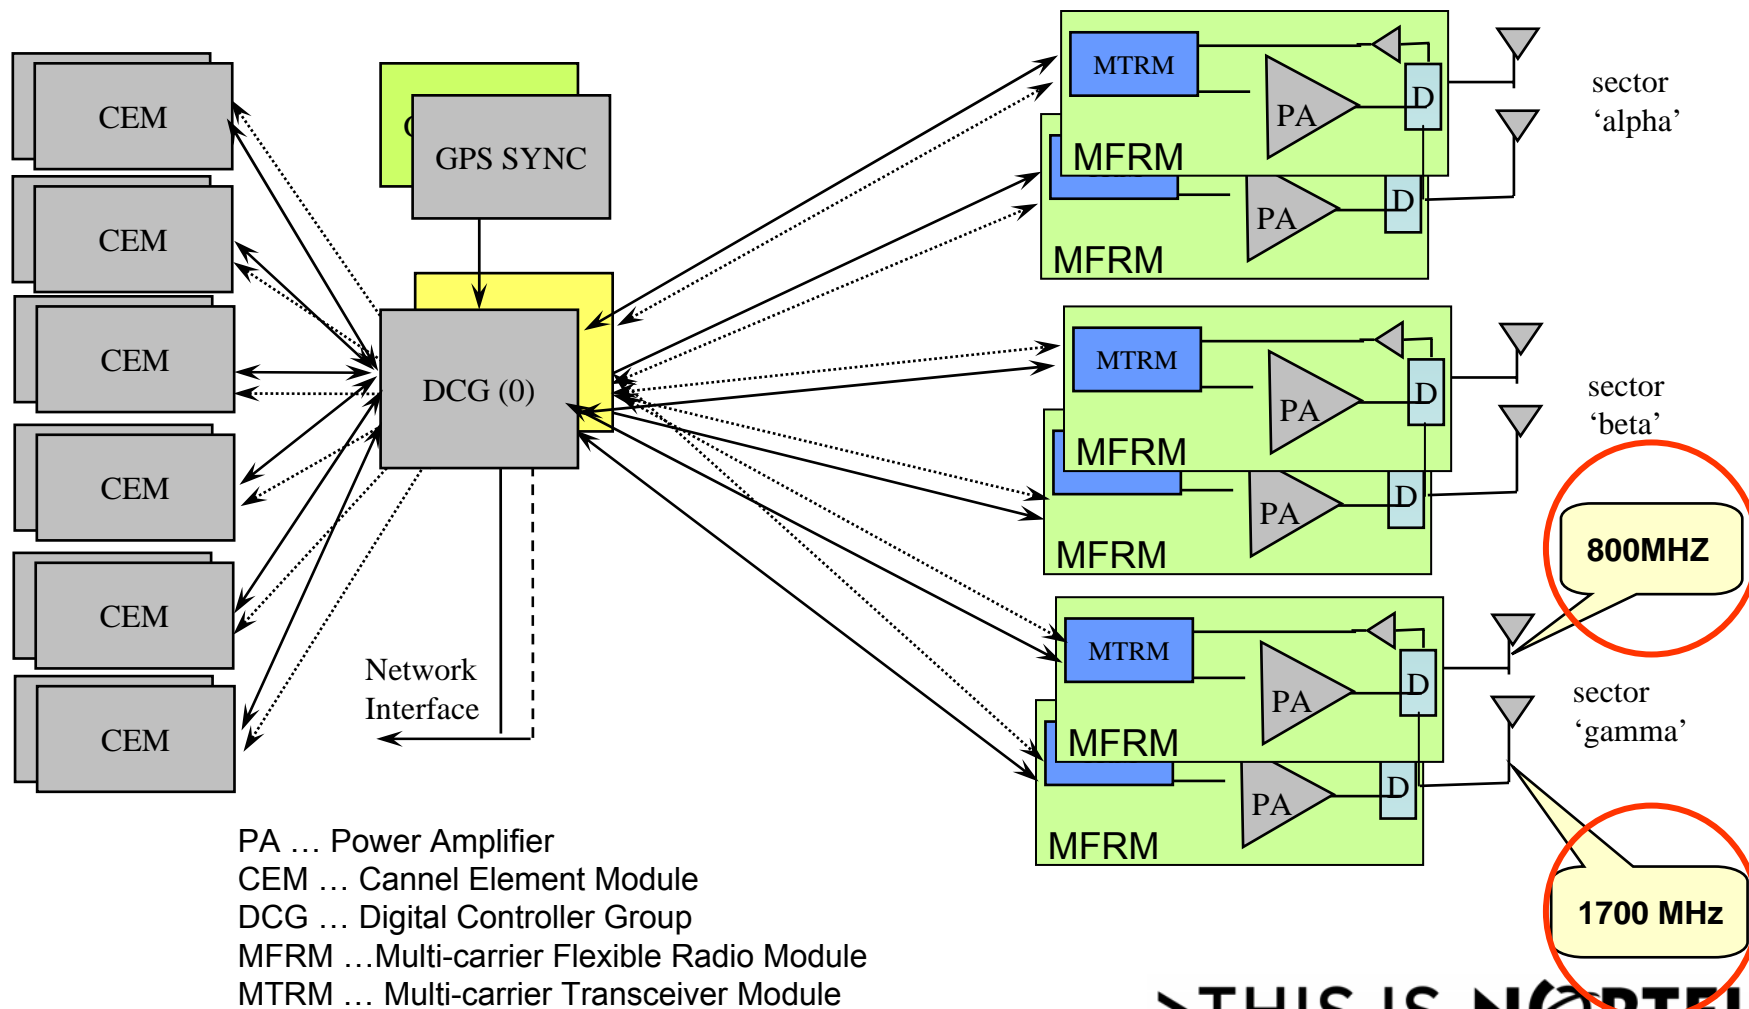 CEM
CEM
CEM
CEM
CEM
CEM
GPS SYNC
DCG (0)
Network
Interface
MTRM
PA
D
MFRM
PA
D
MFRM
sector
‘alpha’
MTRM
PA
D
MFRM
PA
D
MFRM
sector
‘beta’
800MHZ
MTRM
PA
D
MFRM
PA
D
MFRM
sector
‘gamma’
1700 MHz
PA … Power Amplifier
CEM … Cannel Element Module
DCG … Digital Controller Group
MFRM …Multi-carrier Flexible Radio Module
MTRM … Multi-carrier Transceiver Module
>THIS IS NORTEL